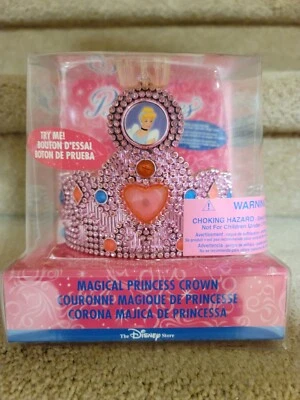 Princess
TRY ME!
BOUTON D'ESSAI
BOTON DE PRUEBA
WARNING
CHOKING HAZARD
Not For Children Under
MAGICAL PRINCESS CROWN
COURONNE MAGIQUE DE PRINCESSE
CORONA MAJICA DE PRINCESSA
The Disney Store